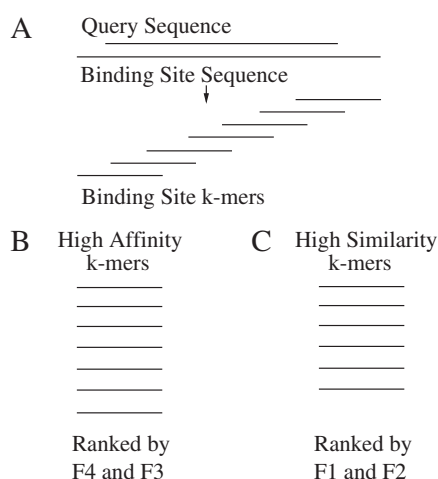 A
Query Sequence
Binding Site Sequence
Binding Site k-mers
B
High Affinity
k-mers
Ranked by
F4 and F3
C
High Similarity
k-mers
Ranked by
F1 and F2